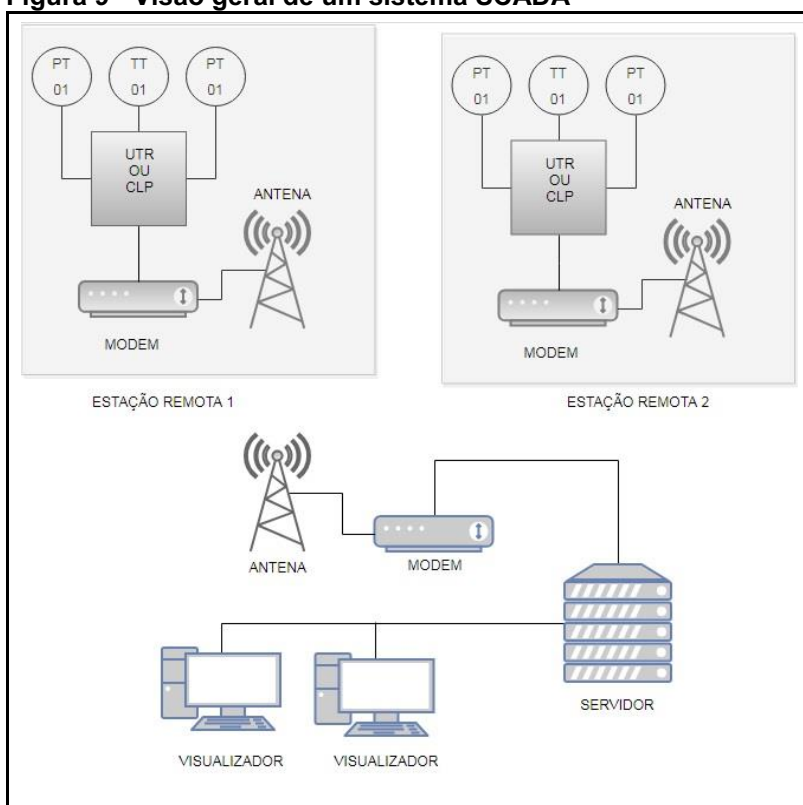 Figura 9 - Visão geral de um sistema SCADA
PT
01
TT
01
PT
01
UTR
OU
CLP
ANTENA
MODEM
ESTAÇÃO REMOTA 1
PT
01
TT
01
PT
01
UTR
OU
CLP
ANTENA
MODEM
ESTAÇÃO REMOTA 2
ANTENA
MODEM
SERVIDOR
VISUALIZADOR
VISUALIZADOR